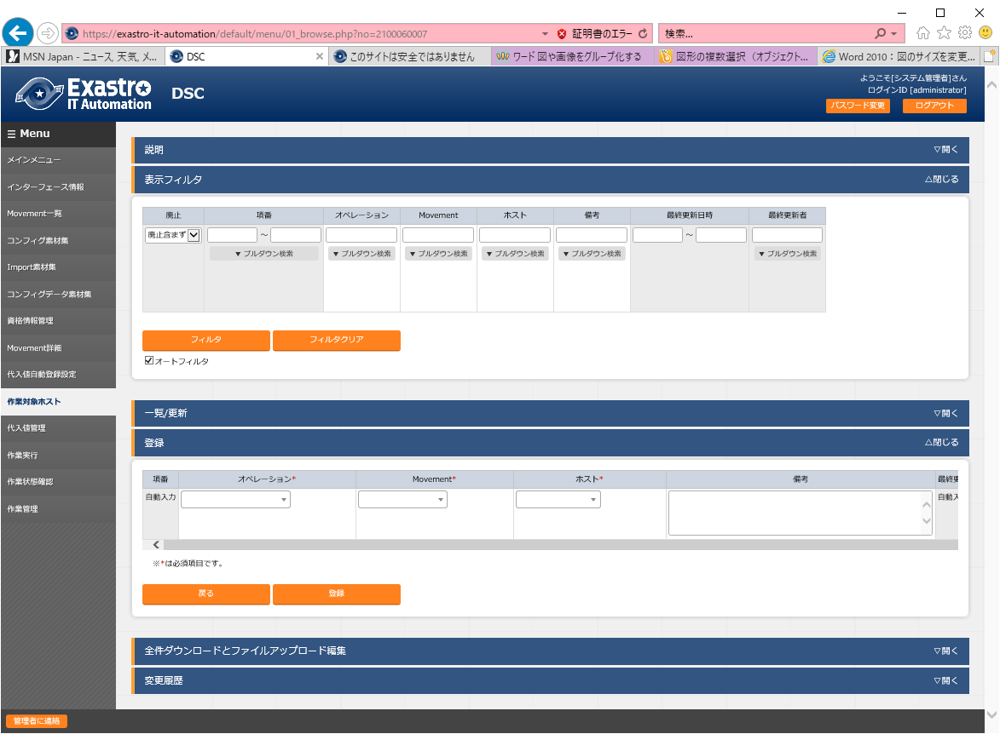 https://exastro-it-automation/default/menu/01_browse.php?no=2100060007
証明書のエラー
検索...
MSN Japan - ニュース, 天気, メ...
DSC
このサイトは安全ではありません
ワード 図や画像をグループ化する
図形の複数選択（オブジェクト...
Word 2010：図のサイズを変更...
Exastro
IT Automation
DSC
ようこそ[システム管理者]さん
ログインID [administrator]
パスワード変更
ログアウト
Menu
メインメニュー
インターフェース情報
Movement一覧
コンフィグ素材集
Import素材集
コンフィグデータ素材集
資格情報管理
Movement詳細
代入値自動登録設定
作業対象ホスト
代入値管理
作業実行
作業状態確認
作業管理
説明
▽開く
表示フィルタ
△閉じる
廃止 項番 オペレーション Movement ホスト 備考 最終更新日時 最終更新者
廃止含まず ～ ～
▼ プルダウン検索 ▼ プルダウン検索 ▼ プルダウン検索 ▼ プルダウン検索 ▼ プルダウン検索 ▼ プルダウン検索
フィルタ フィルタクリア
オートフィルタ
一覧/更新
▽開く
登録
△閉じる
項番 オペレーション* Movement* ホスト* 備考 最終更
自動入力 自動入
※*は必須項目です。
戻る 登録
全件ダウンロードとファイルアップロード編集
▽開く
変更履歴
▽開く
管理者に連絡